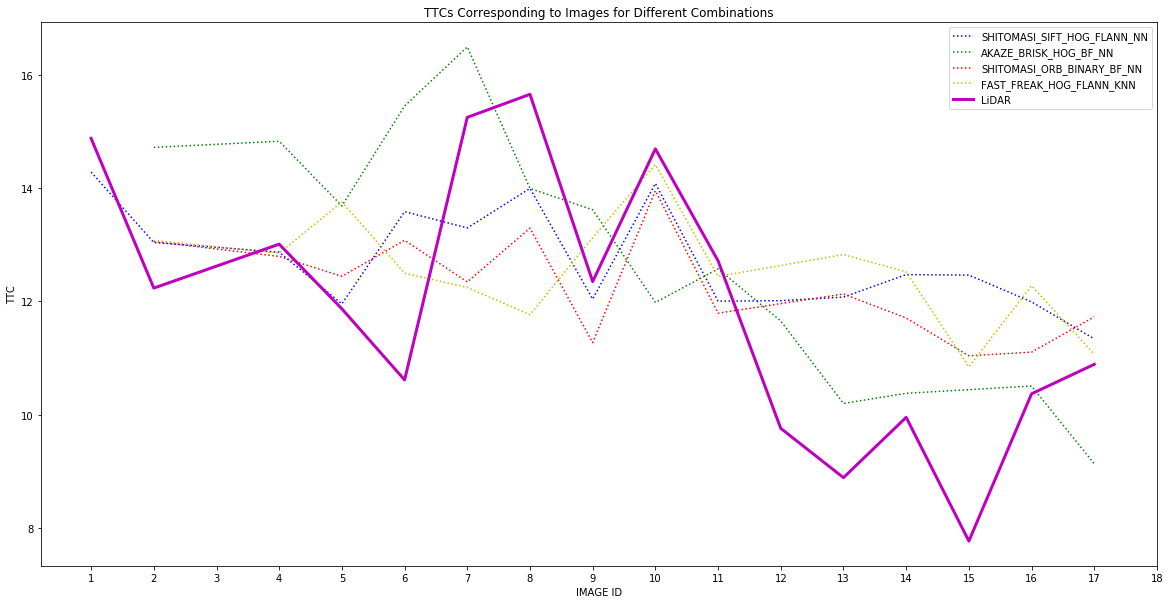 TTCs Corresponding to Images for Different Combinations
SHITOMASI_SIFT_HOG_FLANN_NN
AKAZE_BRISK_HOG_BF_NN
SHITOMASI_ORB_BINARY_BF_NN
FAST_FREAK_HOG_FLANN_KNN
LiDAR
16
14
12
10
8
TTC
1 2 3 4 5 6 7 8 9 10 11 12 13 14 15 16 17 18
IMAGE ID